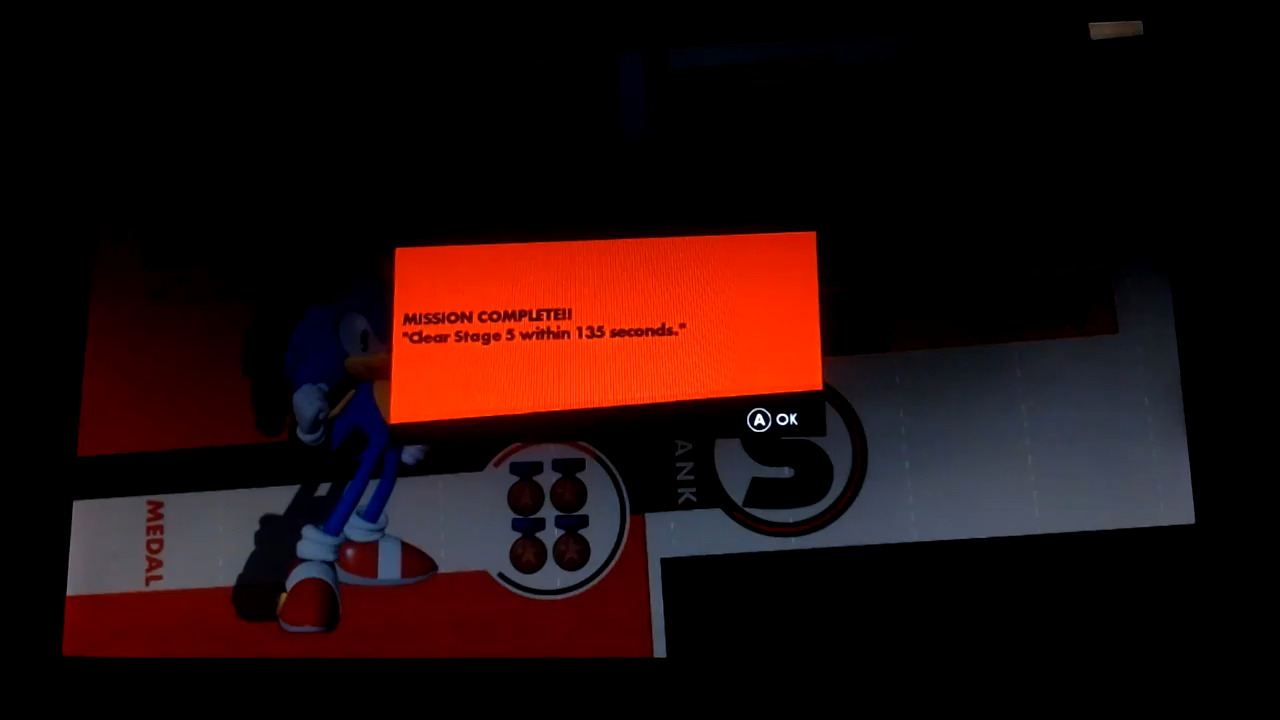 MISSION COMPLETE!!
"Clear Stage 5 within 135 seconds."
A OK
ANK
S
MEDAL